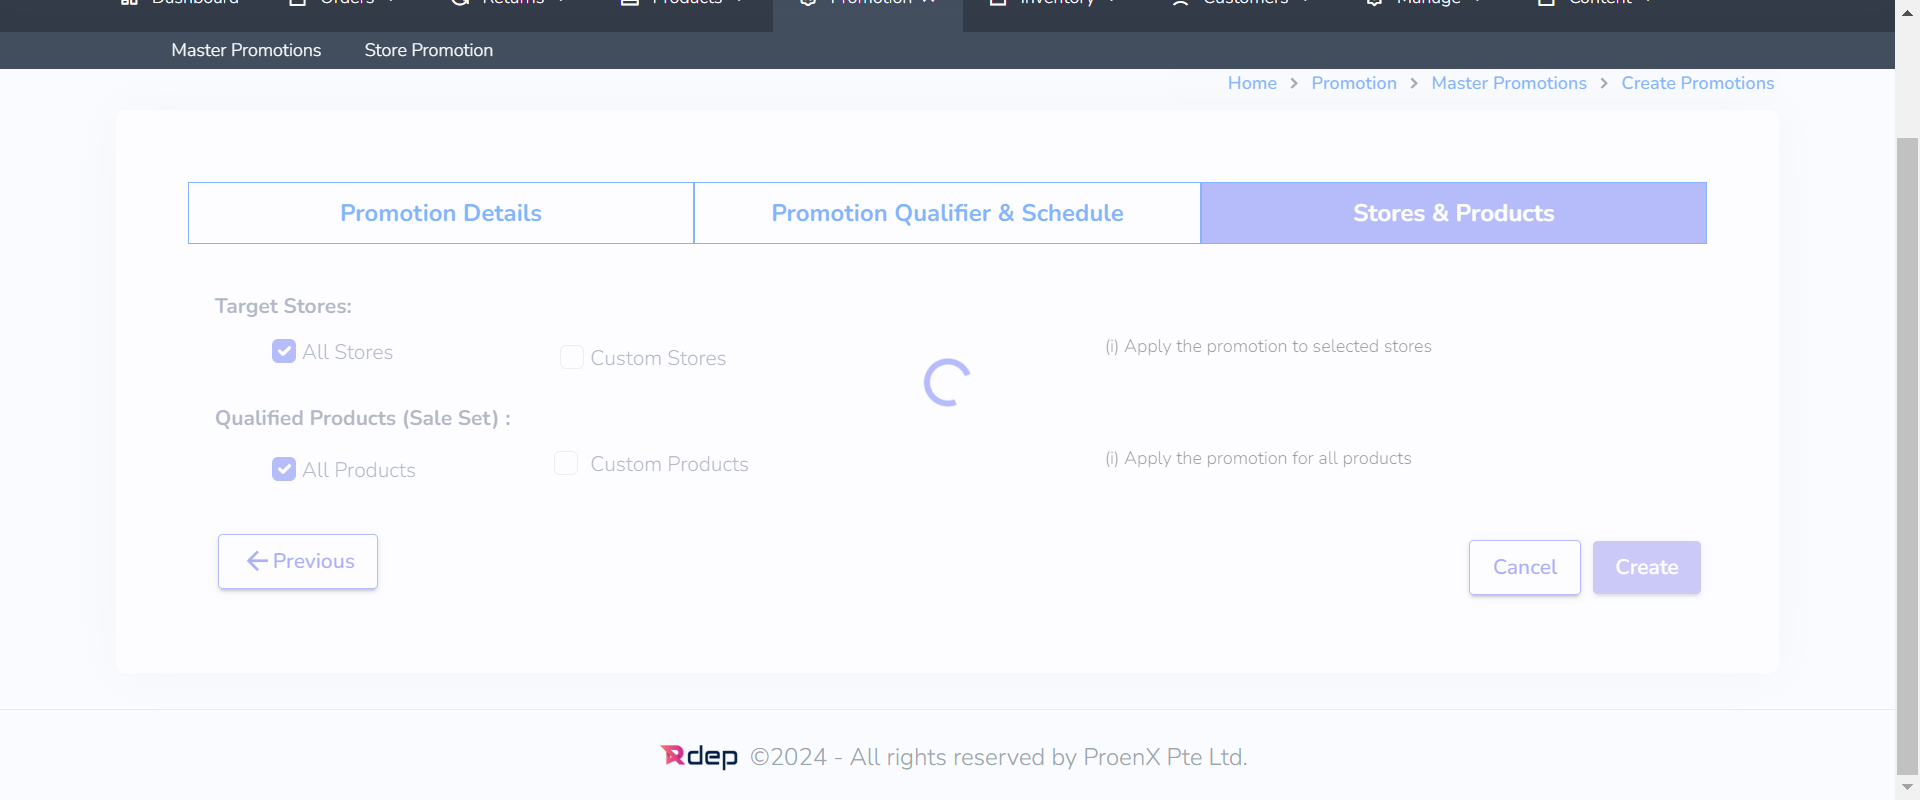 Dashboard Orders Returns Products Promotion Inventory Customers Manage Content
Master Promotions Store Promotion
Home > Promotion > Master Promotions > Create Promotions
Promotion Details Promotion Qualifier & Schedule Stores & Products
Target Stores:
All Stores Custom Stores (i) Apply the promotion to selected stores
Qualified Products (Sale Set) :
All Products Custom Products (i) Apply the promotion for all products
Previous Cancel Create
Rdep ©2024 - All rights reserved by ProenX Pte Ltd.